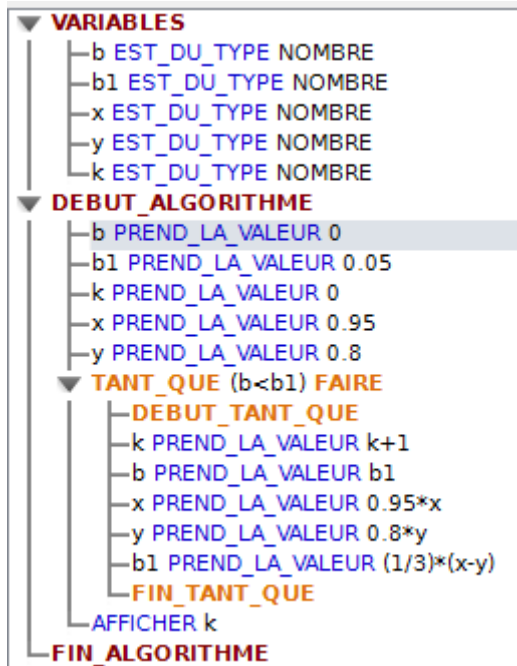 VARIABLES
b EST_DU_TYPE NOMBRE
b1 EST_DU_TYPE NOMBRE
x EST_DU_TYPE NOMBRE
y EST_DU_TYPE NOMBRE
k EST_DU_TYPE NOMBRE
DEBUT_ALGORITHME
b PREND_LA_VALEUR 0
b1 PREND_LA_VALEUR 0.05
k PREND_LA_VALEUR 0
x PREND_LA_VALEUR 0.95
y PREND_LA_VALEUR 0.8
TANT_QUE (b<b1) FAIRE
DEBUT_TANT_QUE
k PREND_LA_VALEUR k+1
b PREND_LA_VALEUR b1
x PREND_LA_VALEUR 0.95*x
y PREND_LA_VALEUR 0.8*y
b1 PREND_LA_VALEUR (1/3)*(x-y)
FIN_TANT_QUE
AFFICHER k
FIN_ALGORITHME